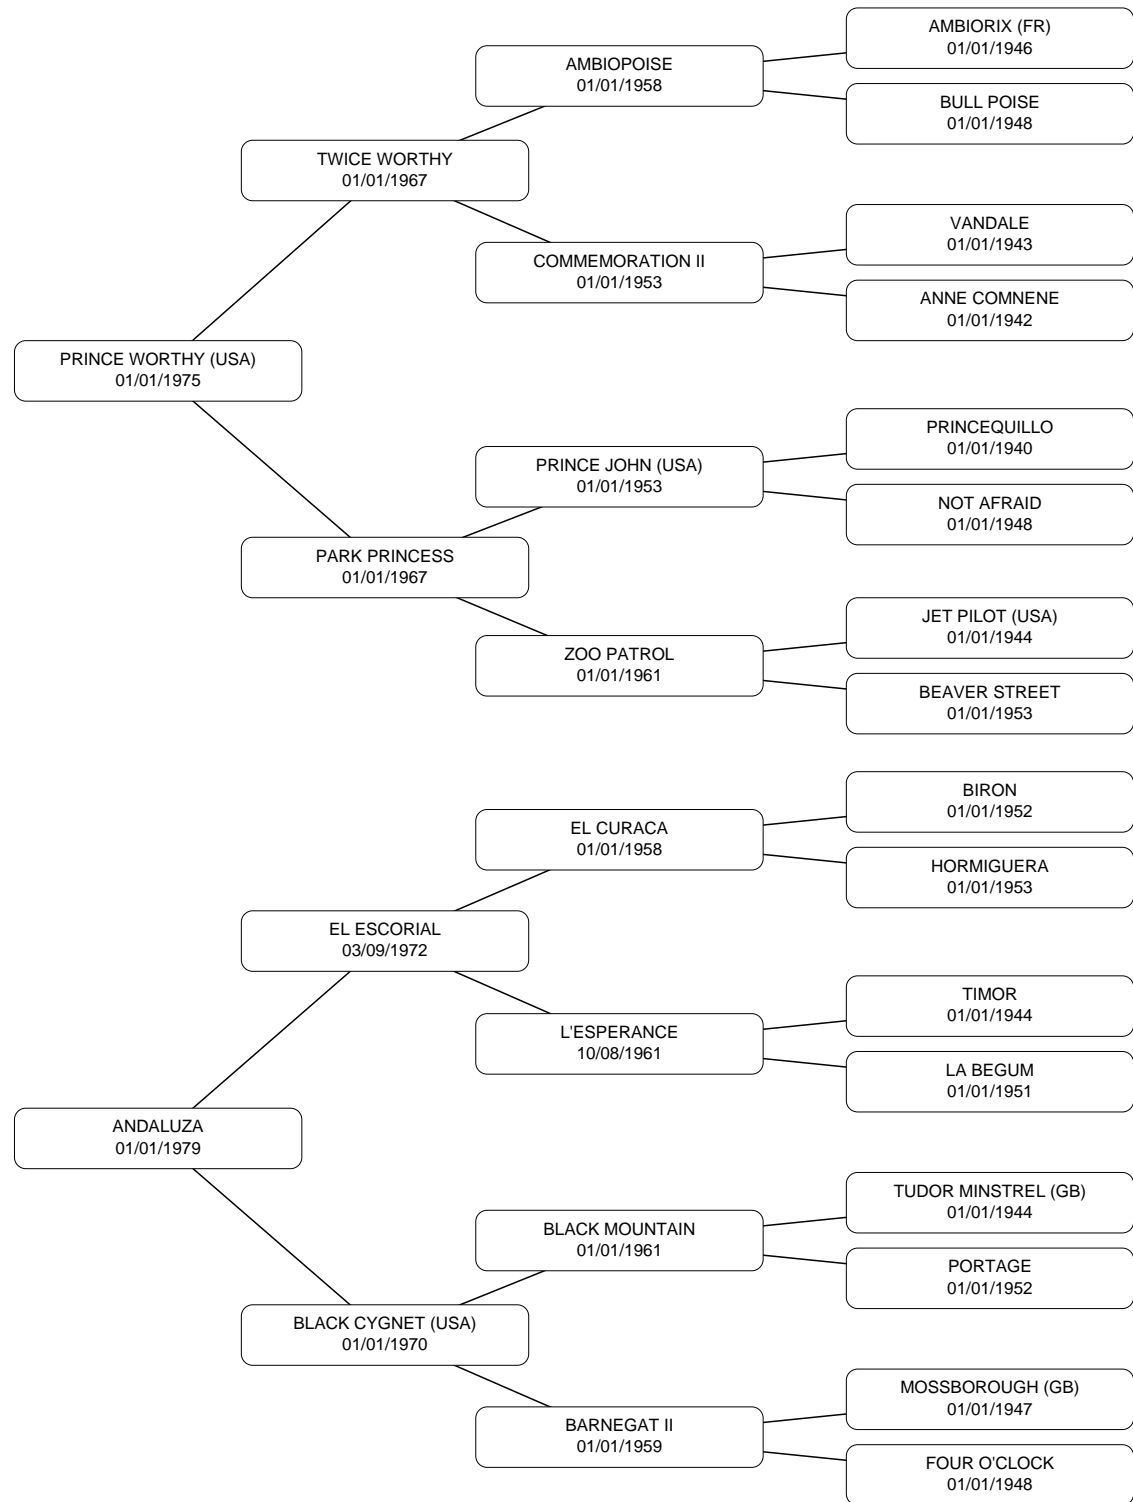 AMBIORIX (FR)
01/01/1946
AMBIOPOISE
01/01/1958
BULL POISE
01/01/1948
TWICE WORTHY
01/01/1967
VANDALE
01/01/1943
COMMEMORATION II
01/01/1953
ANNE COMNENE
01/01/1942
PRINCE WORTHY (USA)
01/01/1975
PRINCEQUILLO
01/01/1940
PRINCE JOHN (USA)
01/01/1953
NOT AFRAID
01/01/1948
PARK PRINCESS
01/01/1967
JET PILOT (USA)
01/01/1944
ZOO PATROL
01/01/1961
BEAVER STREET
01/01/1953
BIRON
01/01/1952
EL CURACA
01/01/1958
HORMIGUERA
01/01/1953
EL ESCORIAL
03/09/1972
TIMOR
01/01/1944
L'ESPERANCE
10/08/1961
LA BEGUM
01/01/1951
ANDALUZA
01/01/1979
TUDOR MINSTREL (GB)
01/01/1944
BLACK MOUNTAIN
01/01/1961
PORTAGE
01/01/1952
BLACK CYGNET (USA)
01/01/1970
MOSSBOROUGH (GB)
01/01/1947
BARNEGAT II
01/01/1959
FOUR O'CLOCK
01/01/1948